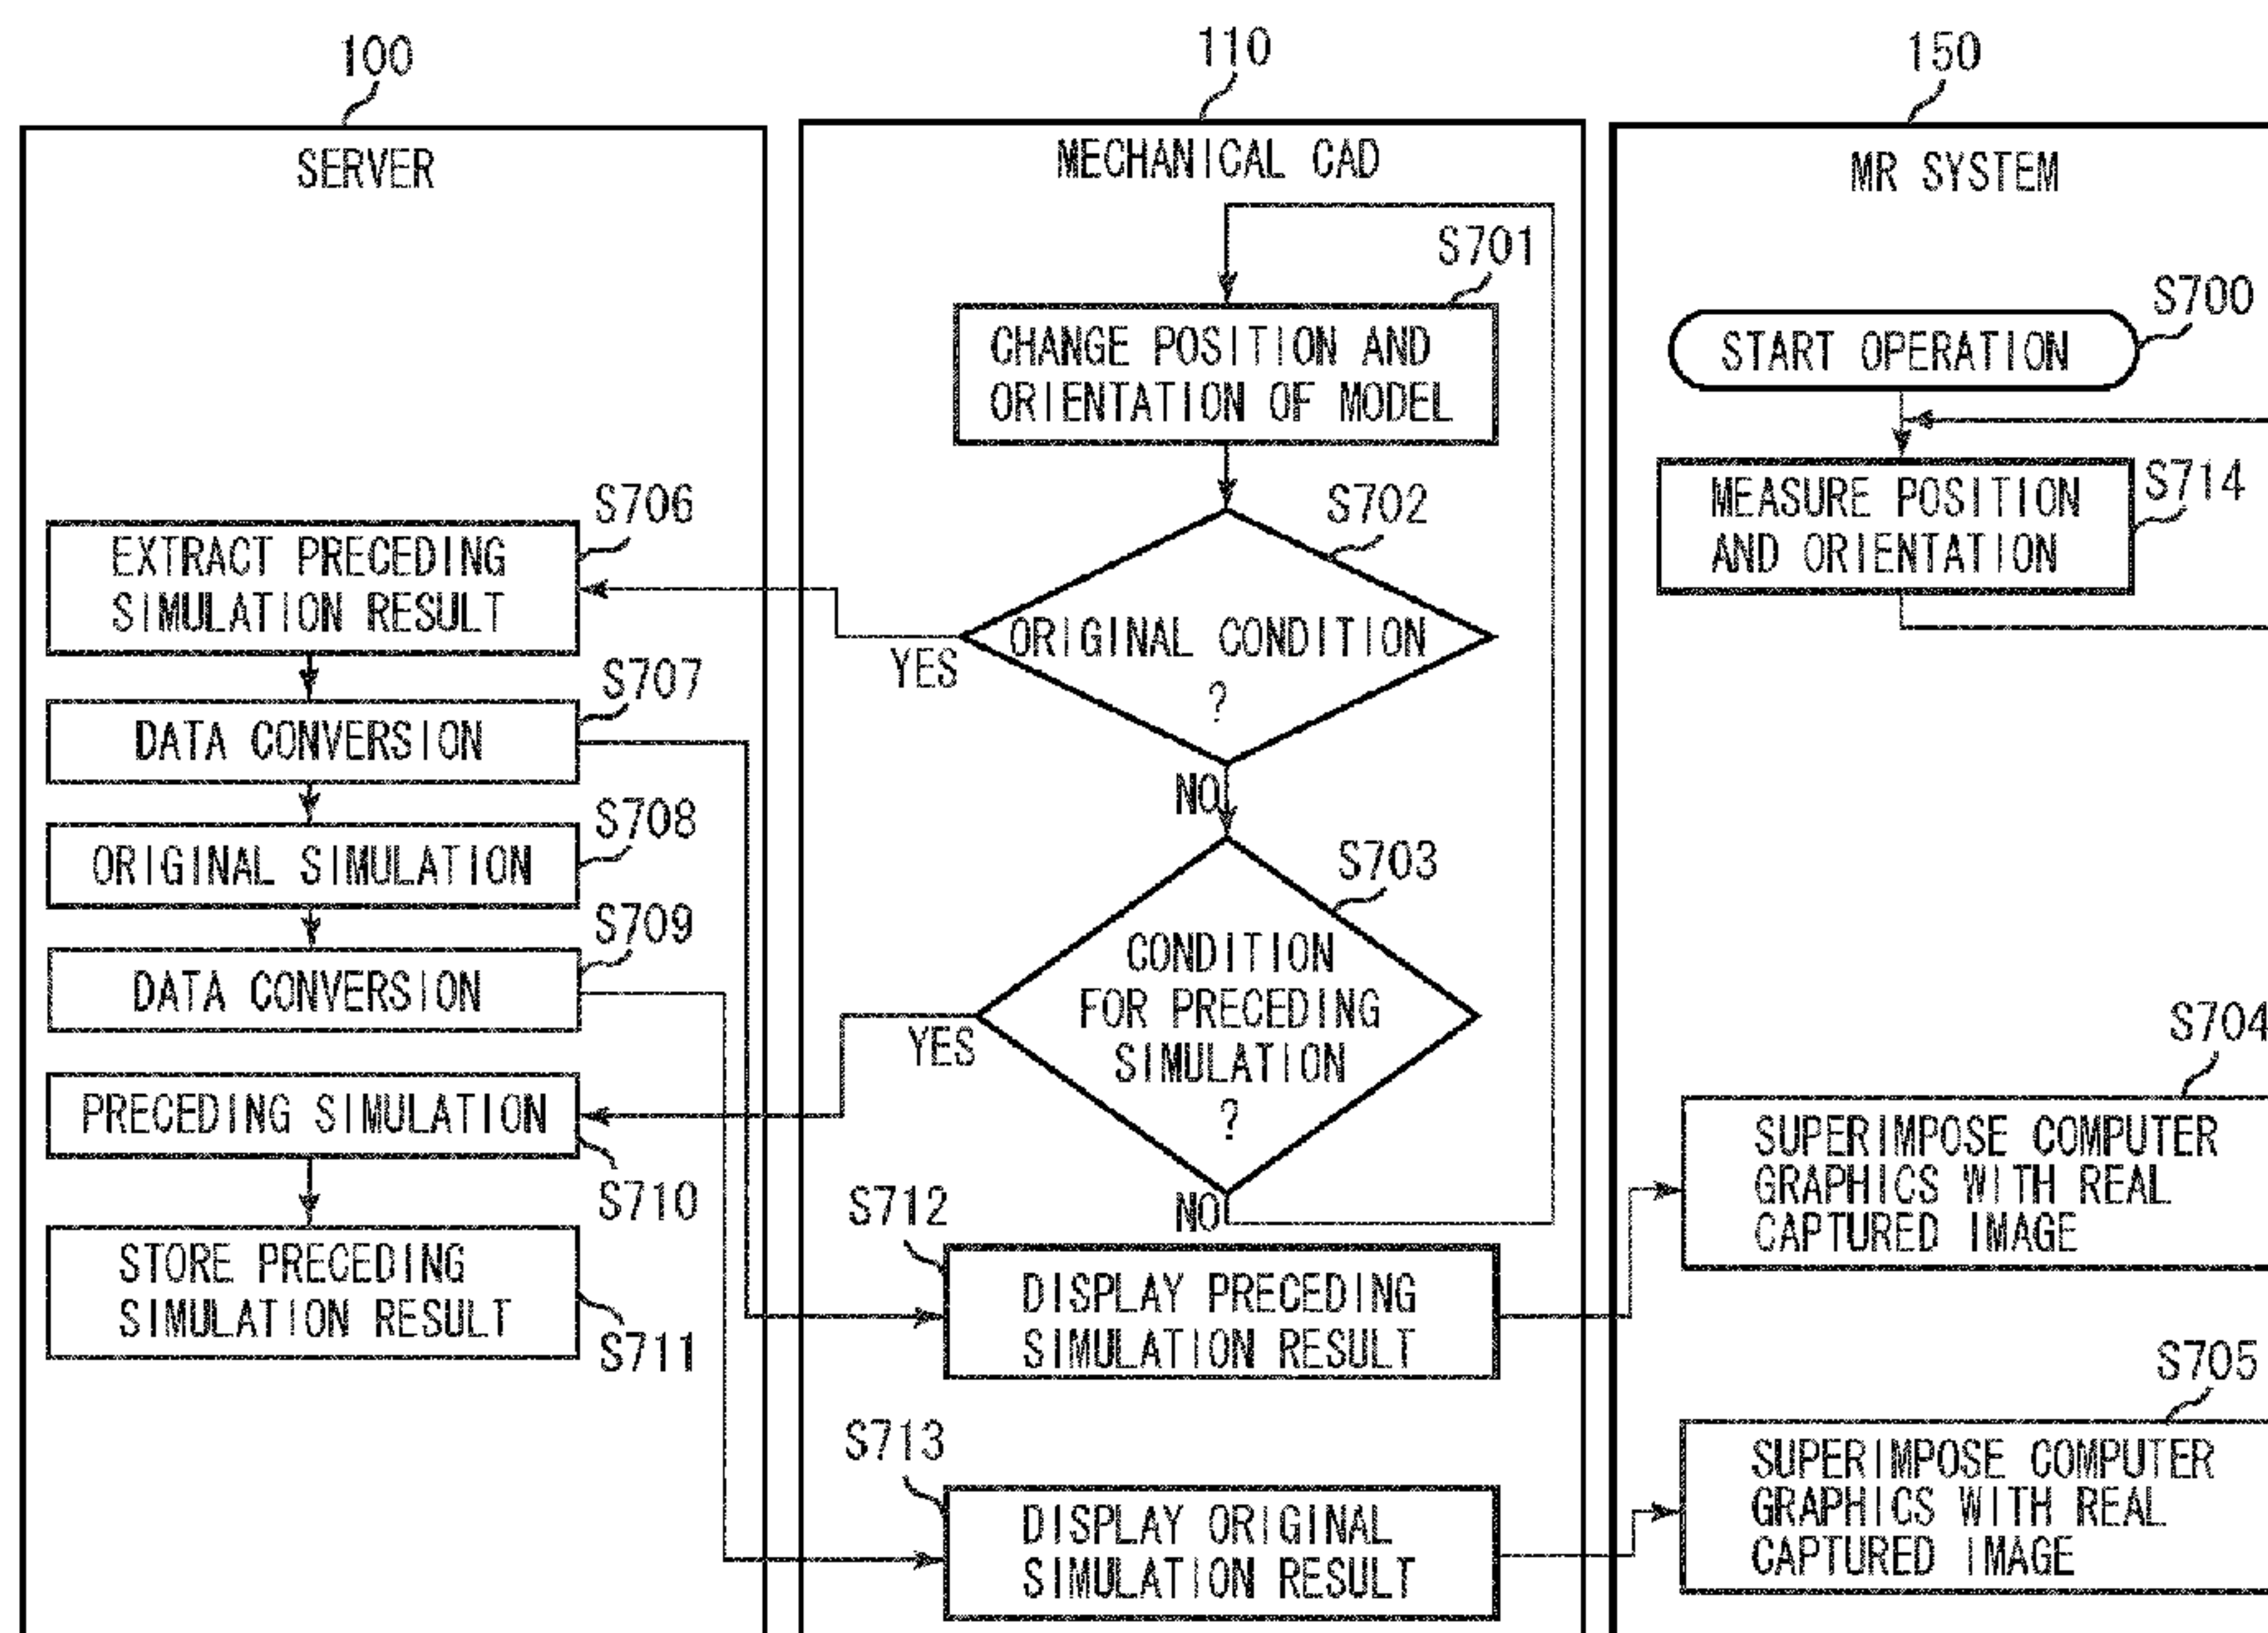 100
SERVER
S706
EXTRACT PRECEDING
SIMULATION RESULT
S707
DATA CONVERSION
S708
ORIGINAL SIMULATION
S709
DATA CONVERSION
PRECEDING SIMULATION
S710
STORE PRECEDING
SIMULATION RESULT
S711
110
MECHANICAL CAD
S701
CHANGE POSITION AND
ORIENTATION OF MODEL
S702
ORIGINAL CONDITION
?
YES
NO
S703
CONDITION
FOR PRECEDING
SIMULATION
?
YES
NO
S712
DISPLAY PRECEDING
SIMULATION RESULT
S713
DISPLAY ORIGINAL
SIMULATION RESULT
150
MR SYSTEM
S700
START OPERATION
S714
MEASURE POSITION
AND ORIENTATION
S704
SUPERIMPOSE COMPUTER
GRAPHICS WITH REAL
CAPTURED IMAGE
S705
SUPERIMPOSE COMPUTER
GRAPHICS WITH REAL
CAPTURED IMAGE